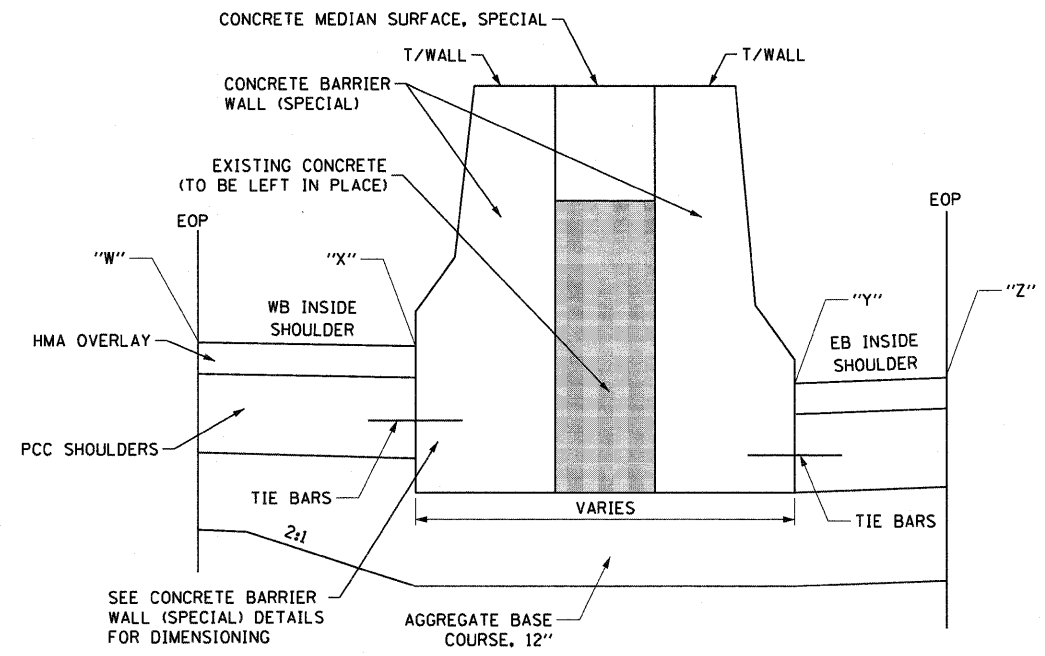 CONCRETE MEDIAN SURFACE, SPECIAL
T/WALL
T/WALL
CONCRETE BARRIER
WALL (SPECIAL)
EXISTING CONCRETE
(TO BE LEFT IN PLACE)
EOP
EOP
"W"
"X"
"Y"
"Z"
WB INSIDE
SHOULDER
HMA OVERLAY
EB INSIDE
SHOULDER
PCC SHOULDERS
TIE BARS
VARIES
TIE BARS
2:1
SEE CONCRETE BARRIER
WALL (SPECIAL) DETAILS
FOR DIMENSIONING
AGGREGATE BASE
COURSE, 12"